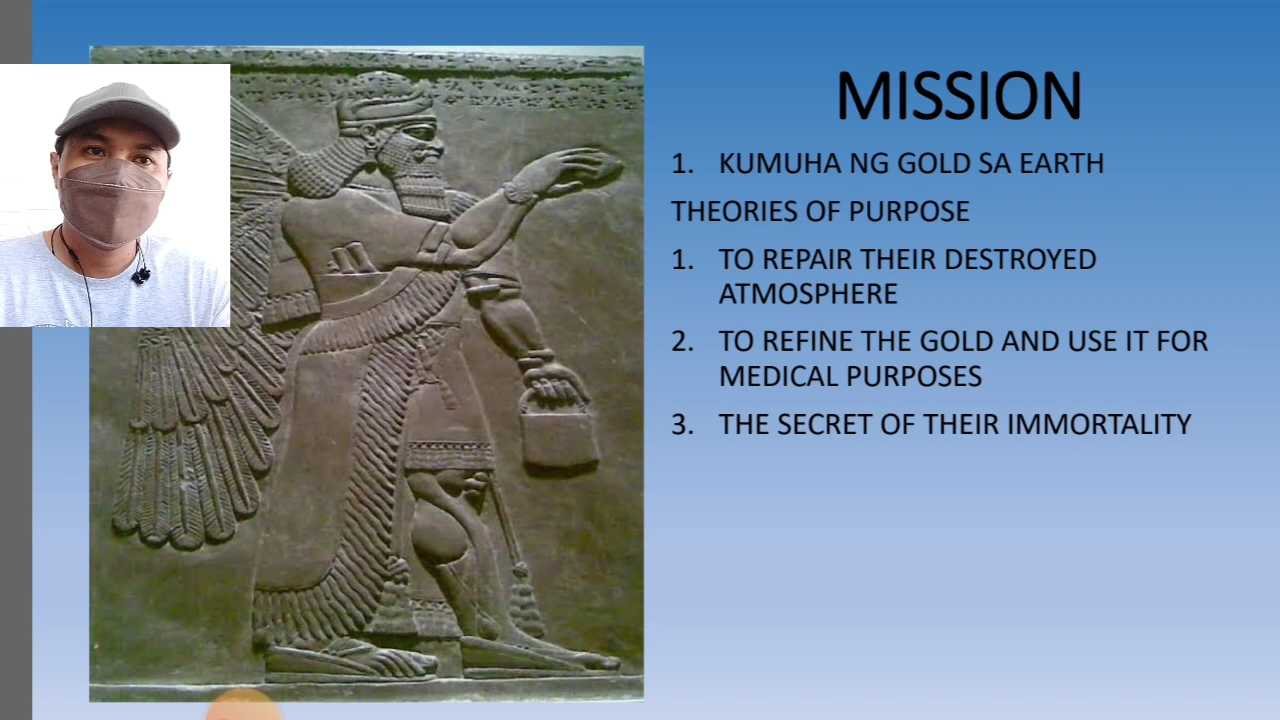 MISSION
1. KUMUHA NG GOLD SA EARTH
THEORIES OF PURPOSE
1. TO REPAIR THEIR DESTROYED
ATMOSPHERE
2. TO REFINE THE GOLD AND USE IT FOR
MEDICAL PURPOSES
3. THE SECRET OF THEIR IMMORTALITY